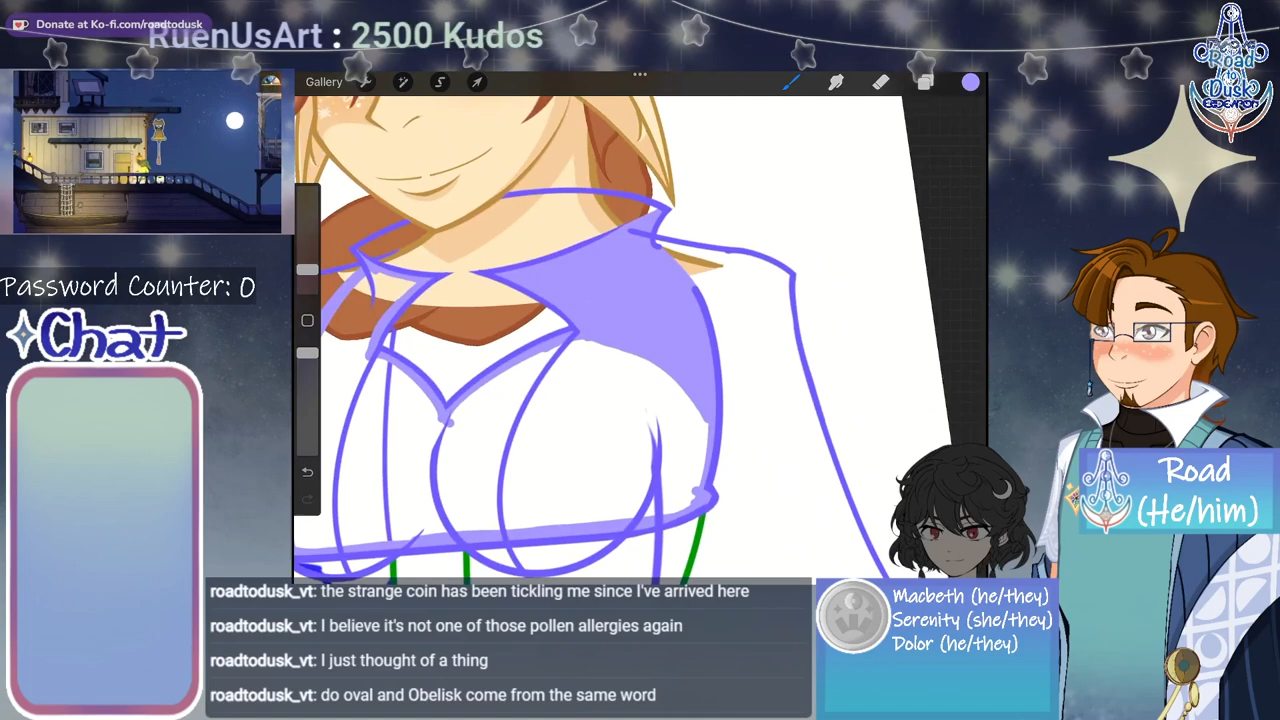 Donate at Ko-fi.com/roadtodusk
RuenUsArt : 2500 Kudos
Road
to
Dusk
Gallery
Password Counter: 0
Chat
roadtodusk_vt: the strange coin has been tickling me since I've arrived here
roadtodusk_vt: I believe it's not one of those pollen allergies again
roadtodusk_vt: I just thought of a thing
roadtodusk_vt: do oval and Obelisk come from the same word
Road
(He/him)
Macbeth (he/they)
Serenity (she/they)
Dolor (he/they)